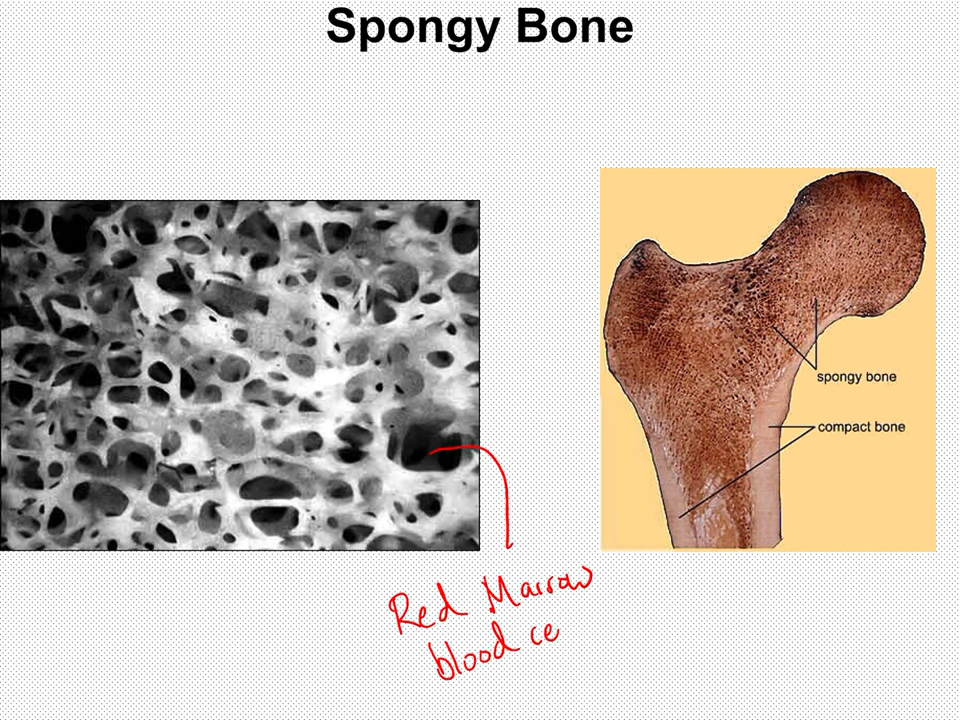 Spongy Bone
spongy bone
compact bone
Red Marrow
blood ce